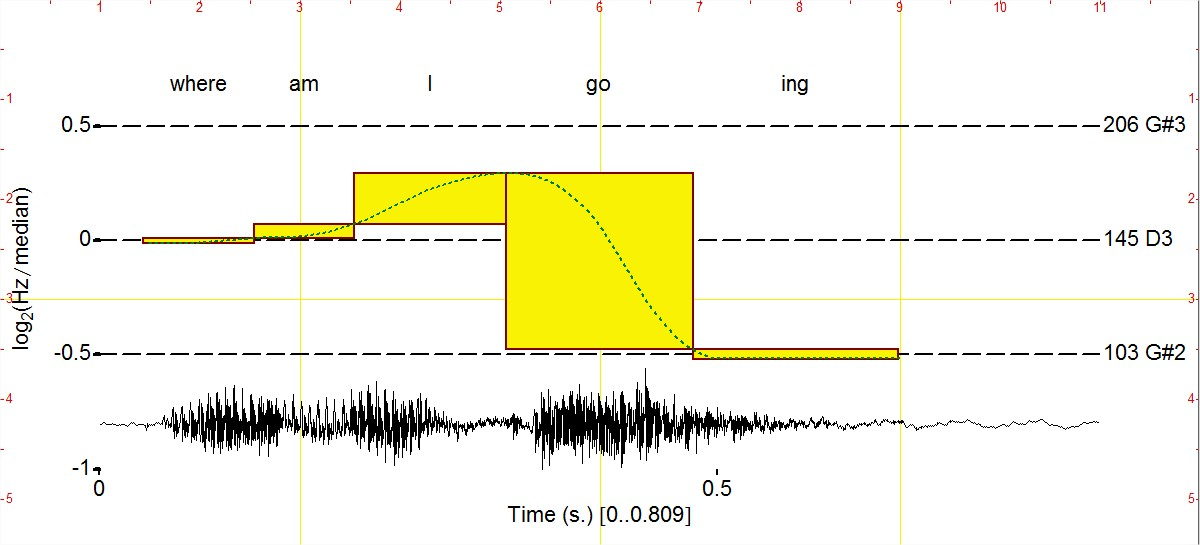 1 2 3 4 5 6 7 8 9 10 11
where am I go ing
1 1
0.5 206 G#3
2 2
0 145 D3
3 3
log2(Hz/median)
-0.5 103 G#2
4 4
-1
0 0.5
5 5
Time (s.) [0..0.809]